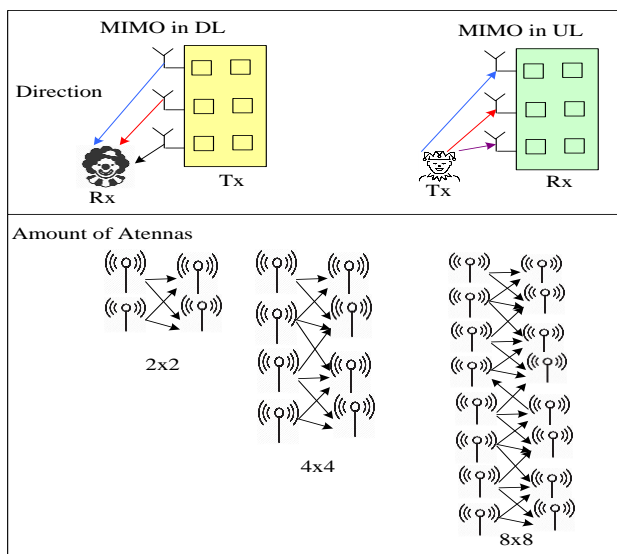 MIMO in DL
MIMO in UL
Direction
Rx
Tx
Tx
Rx
Amount of Atennas
2x2
4x4
8x8